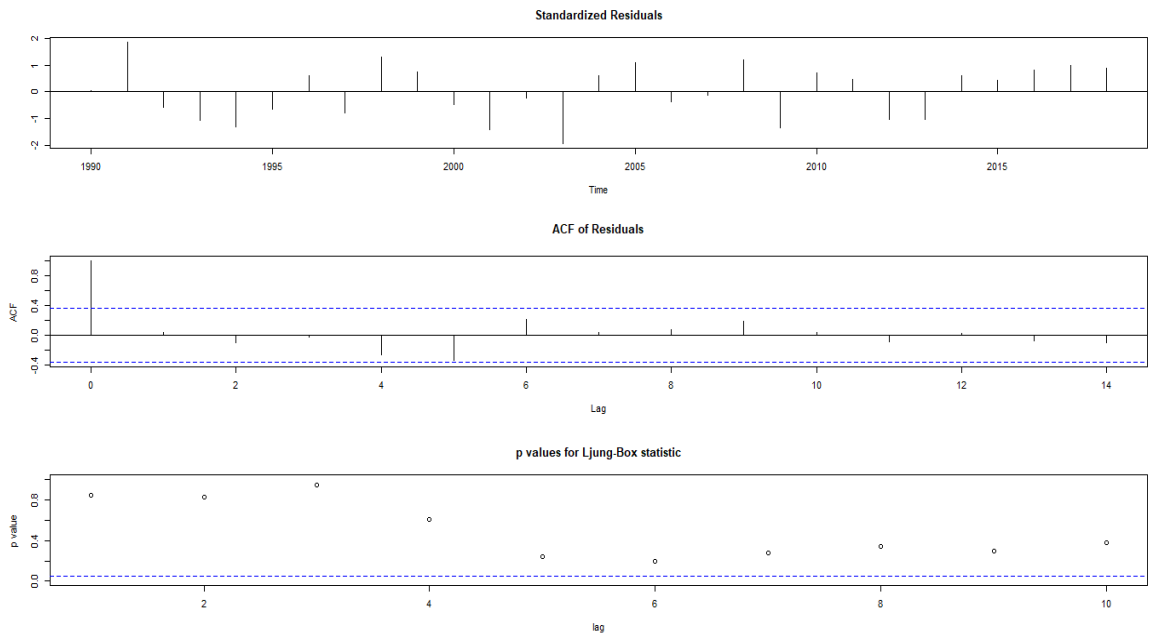 Standardized Residuals
2
1
0
-1
-2
1990 1995 2000 2005 2010 2015
Time
ACF of Residuals
ACF
0.8
0.4
0.0
-0.4
0 2 4 6 8 10 12 14
Lag
p values for Ljung-Box statistic
p value
0.8
0.4
0.0
2 4 6 8 10
lag